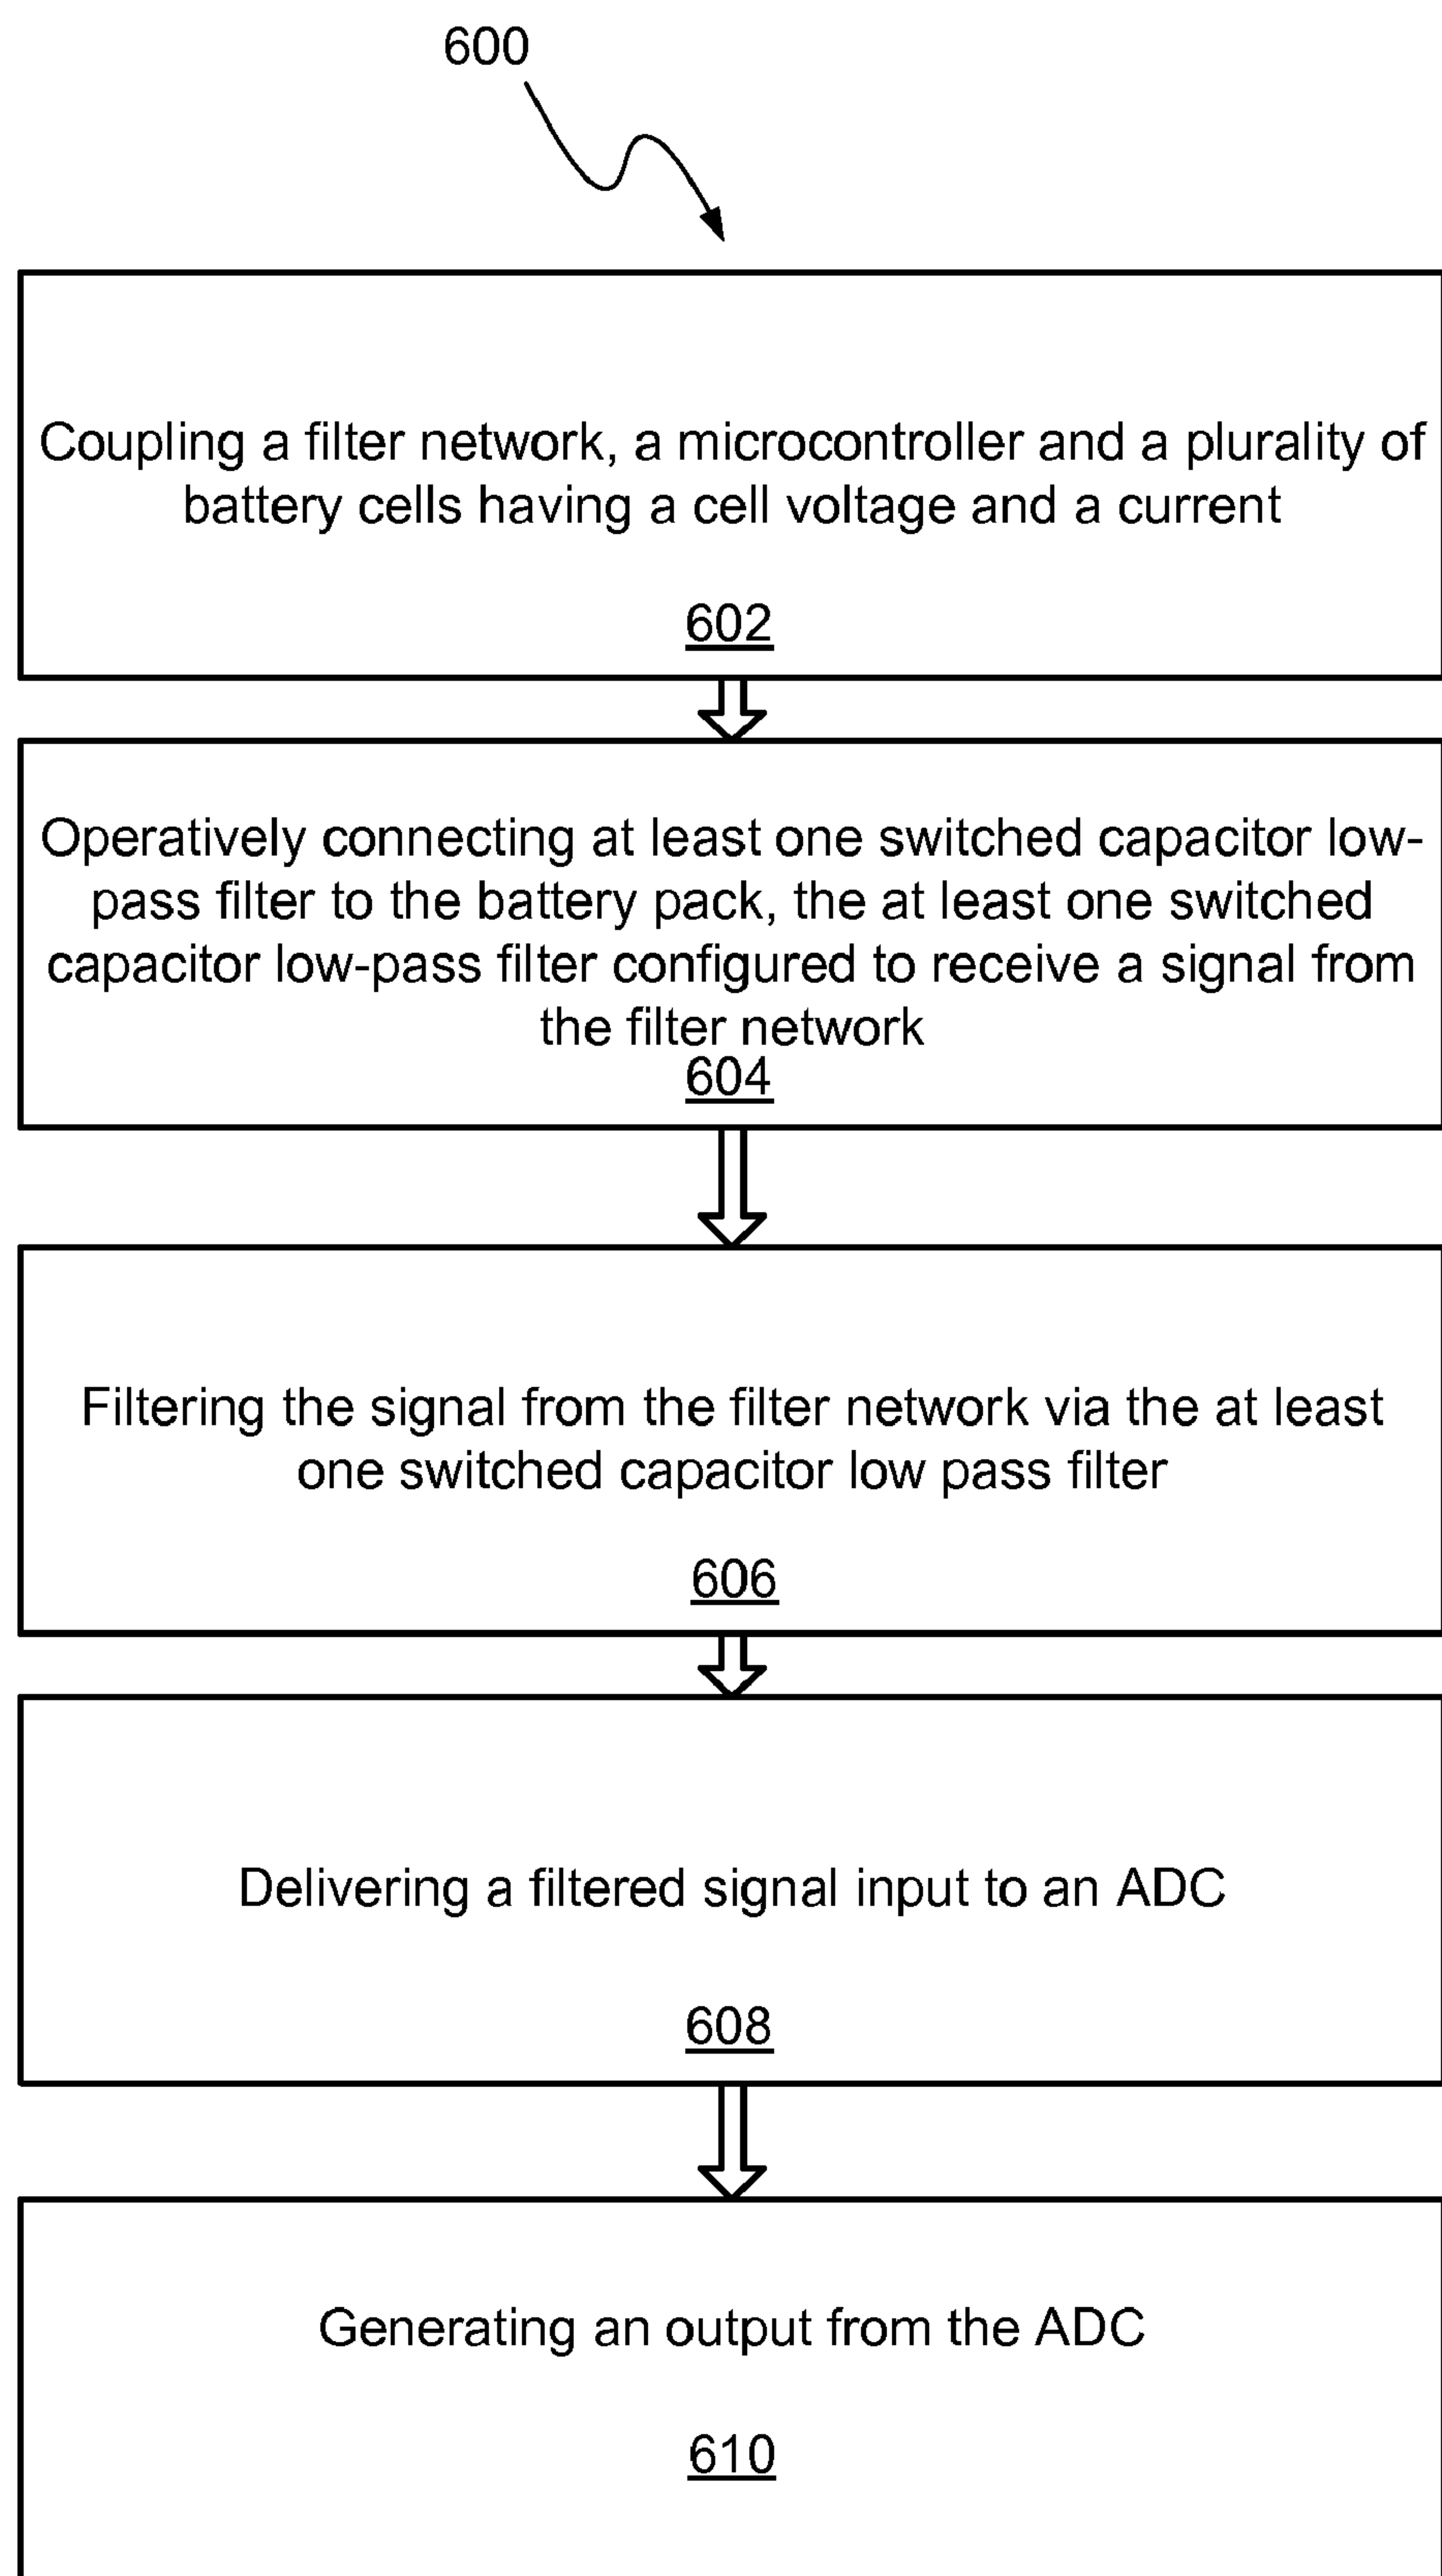 600
Coupling a filter network, a microcontroller and a plurality of
battery cells having a cell voltage and a current
602
Operatively connecting at least one switched capacitor low-
pass filter to the battery pack, the at least one switched
capacitor low-pass filter configured to receive a signal from
the filter network
604
Filtering the signal from the filter network via the at least
one switched capacitor low pass filter
606
Delivering a filtered signal input to an ADC
608
Generating an output from the ADC
610